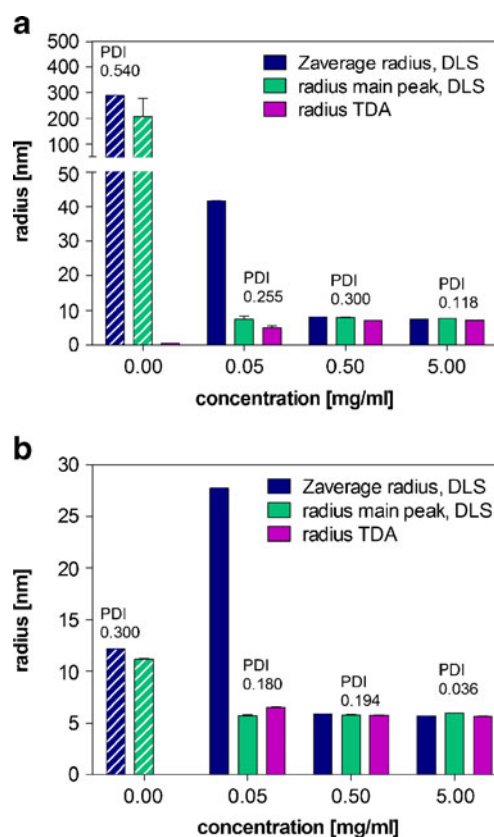 a
500
400
300
200
100
50
40
30
20
10
0
radius [nm]
PDI
0.540
Zaverage radius, DLS
radius main peak, DLS
radius TDA
PDI
0.255
PDI
0.300
PDI
0.118
0.00 0.05 0.50 5.00
concentration [mg/ml]
b
30
25
20
15
10
5
0
radius [nm]
Zaverage radius, DLS
radius main peak, DLS
radius TDA
PDI
0.300
PDI
0.180
PDI
0.194
PDI
0.036
0.00 0.05 0.50 5.00
concentration [mg/ml]